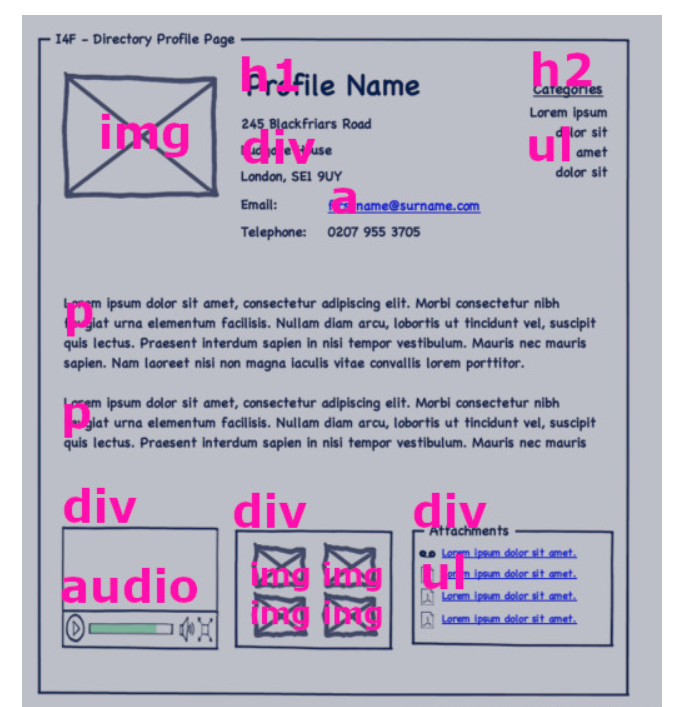 I4F - Directory Profile Page
h1
h2
Profile Name
Categories
img
245 Blackfriars Road
Lorem ipsum
div
House
ul
dolor sit
amet
London, SE1 9UY
dolor sit
a
Email: firstname@surname.com
Telephone: 0207 955 3705
p
Lorem ipsum dolor sit amet, consectetur adipiscing elit. Morbi consectetur nibh
feugiat urna elementum facilisis. Nullam diam arcu, lobortis ut tincidunt vel, suscipit
quis lectus. Praesent interdum sapien in nisi tempor vestibulum. Mauris nec mauris
sapien. Nam laoreet nisi non magna iaculis vitae convallis lorem porttitor.
p
Lorem ipsum dolor sit amet, consectetur adipiscing elit. Morbi consectetur nibh
feugiat urna elementum facilisis. Nullam diam arcu, lobortis ut tincidunt vel, suscipit
quis lectus. Praesent interdum sapien in nisi tempor vestibulum. Mauris nec mauris
div
div
div
Attachments
audio
img img
img img
ul
Lorem ipsum dolor sit amet.
Lorem ipsum dolor sit amet.
Lorem ipsum dolor sit amet.
Lorem ipsum dolor sit amet.